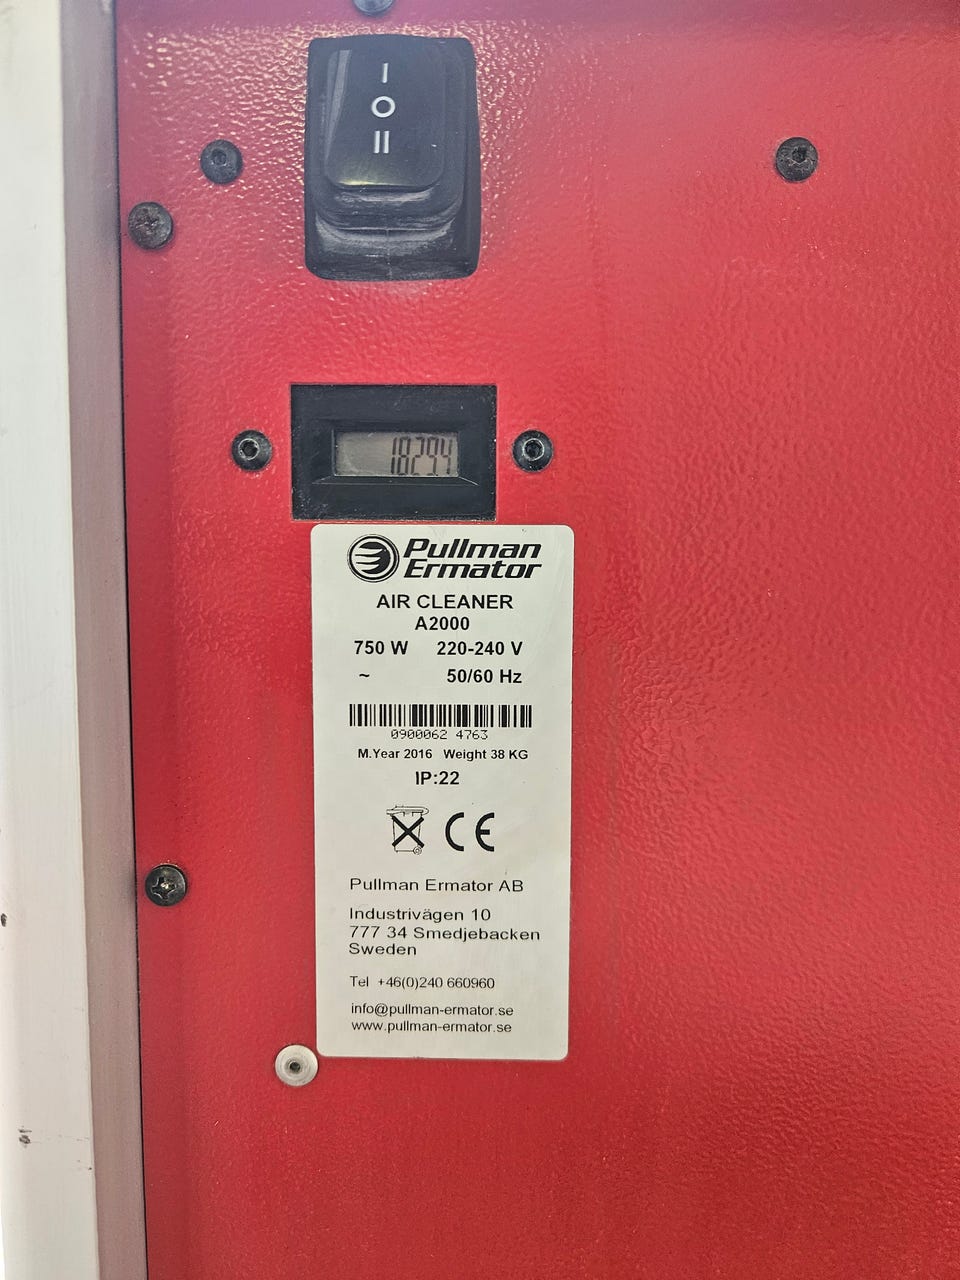 I
O
II
1829.4
Pullman
Ermator
AIR CLEANER
A2000
750 W 220-240 V
~ 50/60 Hz
0900062 4763
M.Year 2016 Weight 38 KG
IP:22
CE
Pullman Ermator AB
Industrivägen 10
777 34 Smedjebacken
Sweden
Tel +46(0)240 660960
info@pullman-ermator.se
www.pullman-ermator.se